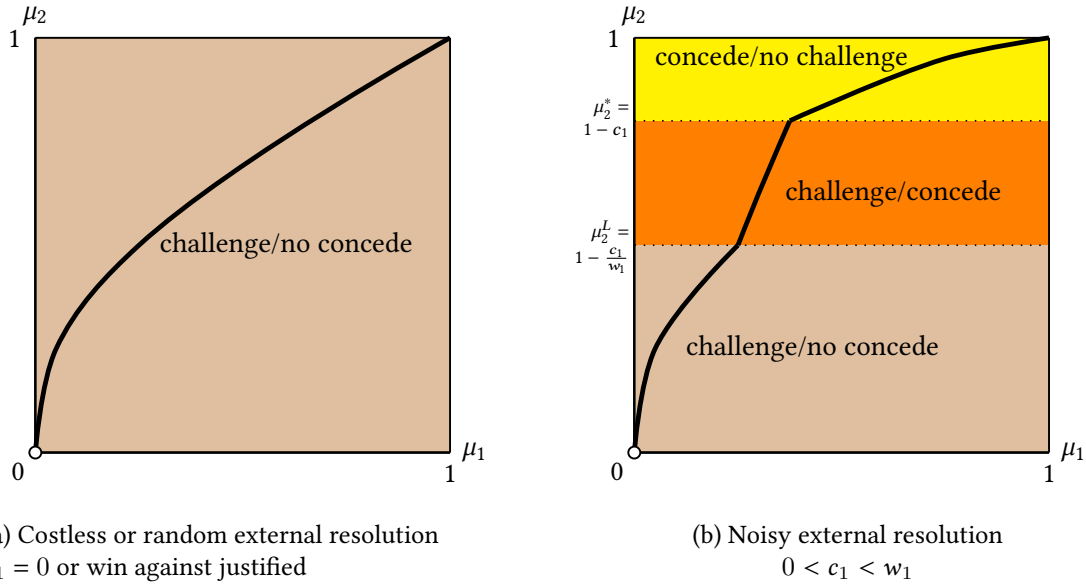 μ₂
1
challenge/no concede
0
1
μ₁
) Costless or random external resolution
₁ = 0 or win against justified
μ₂
1
concede/no challenge
μ₂* =
1 − c₁
challenge/concede
μ₂ᴸ =
1 − c₁/w₁
challenge/no concede
0
1
μ₁
(b) Noisy external resolution
0 < c₁ < w₁